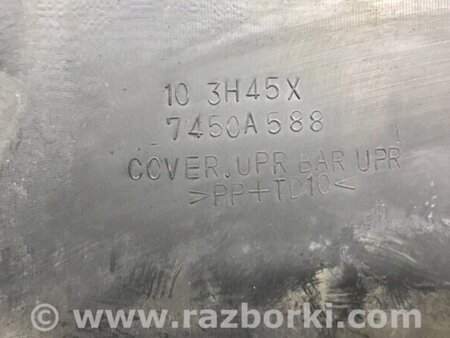 10 3H45X
7450A588
COVER,UPR BAR UPR
>PP+TD10<
© www.razborki.com